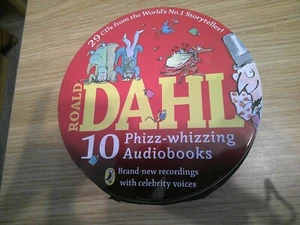 29 CDs from the World's No.1 Storyteller!
ROALD
DAHL
10 Phizz-whizzing
Audiobooks
Brand-new recordings
with celebrity voices